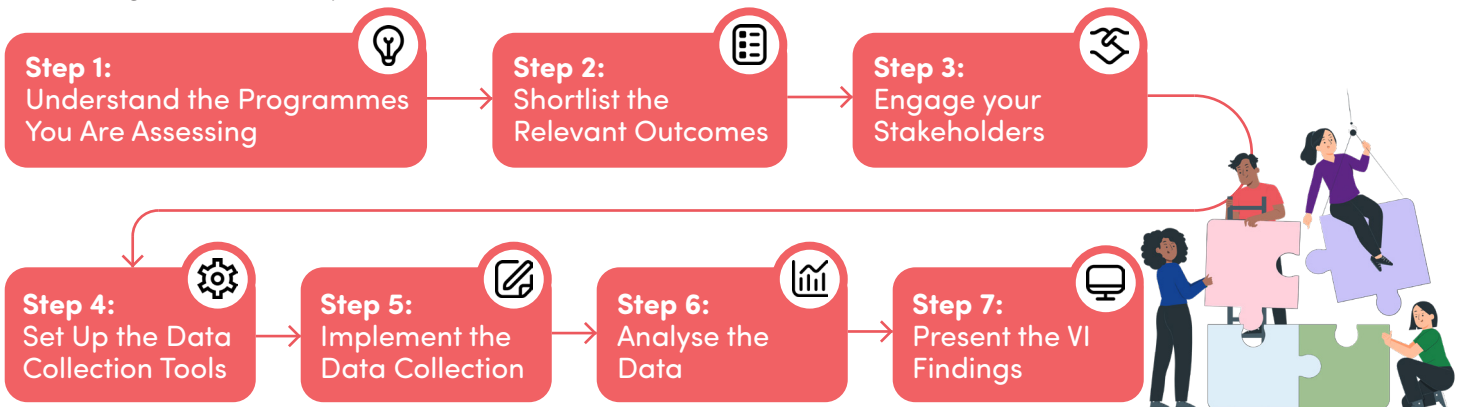 Step 1:
Understand the Programmes
You Are Assessing
Step 2:
Shortlist the
Relevant Outcomes
Step 3:
Engage your
Stakeholders
Step 4:
Set Up the Data
Collection Tools
Step 5:
Implement the
Data Collection
Step 6:
Analyse the
Data
Step 7:
Present the VI
Findings